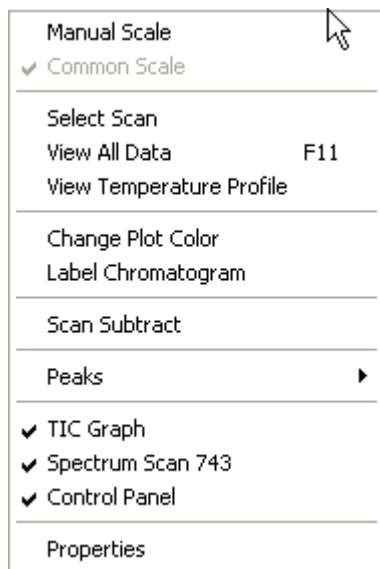 Manual Scale
Common Scale
Select Scan
View All Data F11
View Temperature Profile
Change Plot Color
Label Chromatogram
Scan Subtract
Peaks
TIC Graph
Spectrum Scan 743
Control Panel
Properties